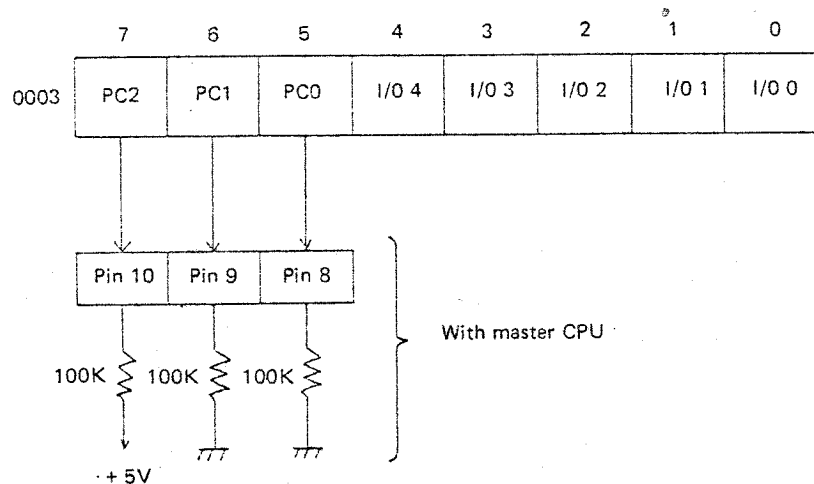 7 6 5 4 3 2 1 0
0003 PC2 PC1 PC0 I/O 4 I/O 3 I/O 2 I/O 1 I/O 0
Pin 10 Pin 9 Pin 8
With master CPU
100K 100K 100K
+ 5V